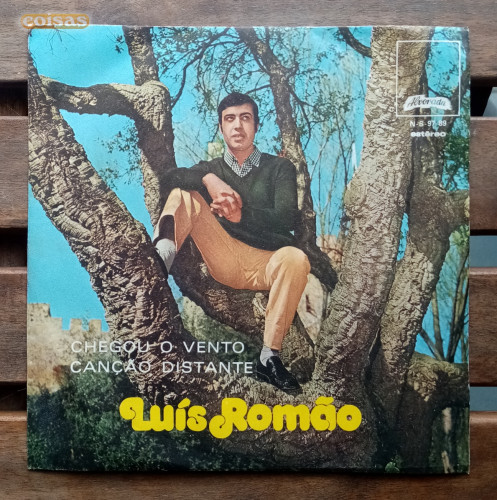 coisas
Alvorada
N-S-97-89
estéreo
CHEGOU O VENTO
CANÇÃO DISTANTE
Luís Romão